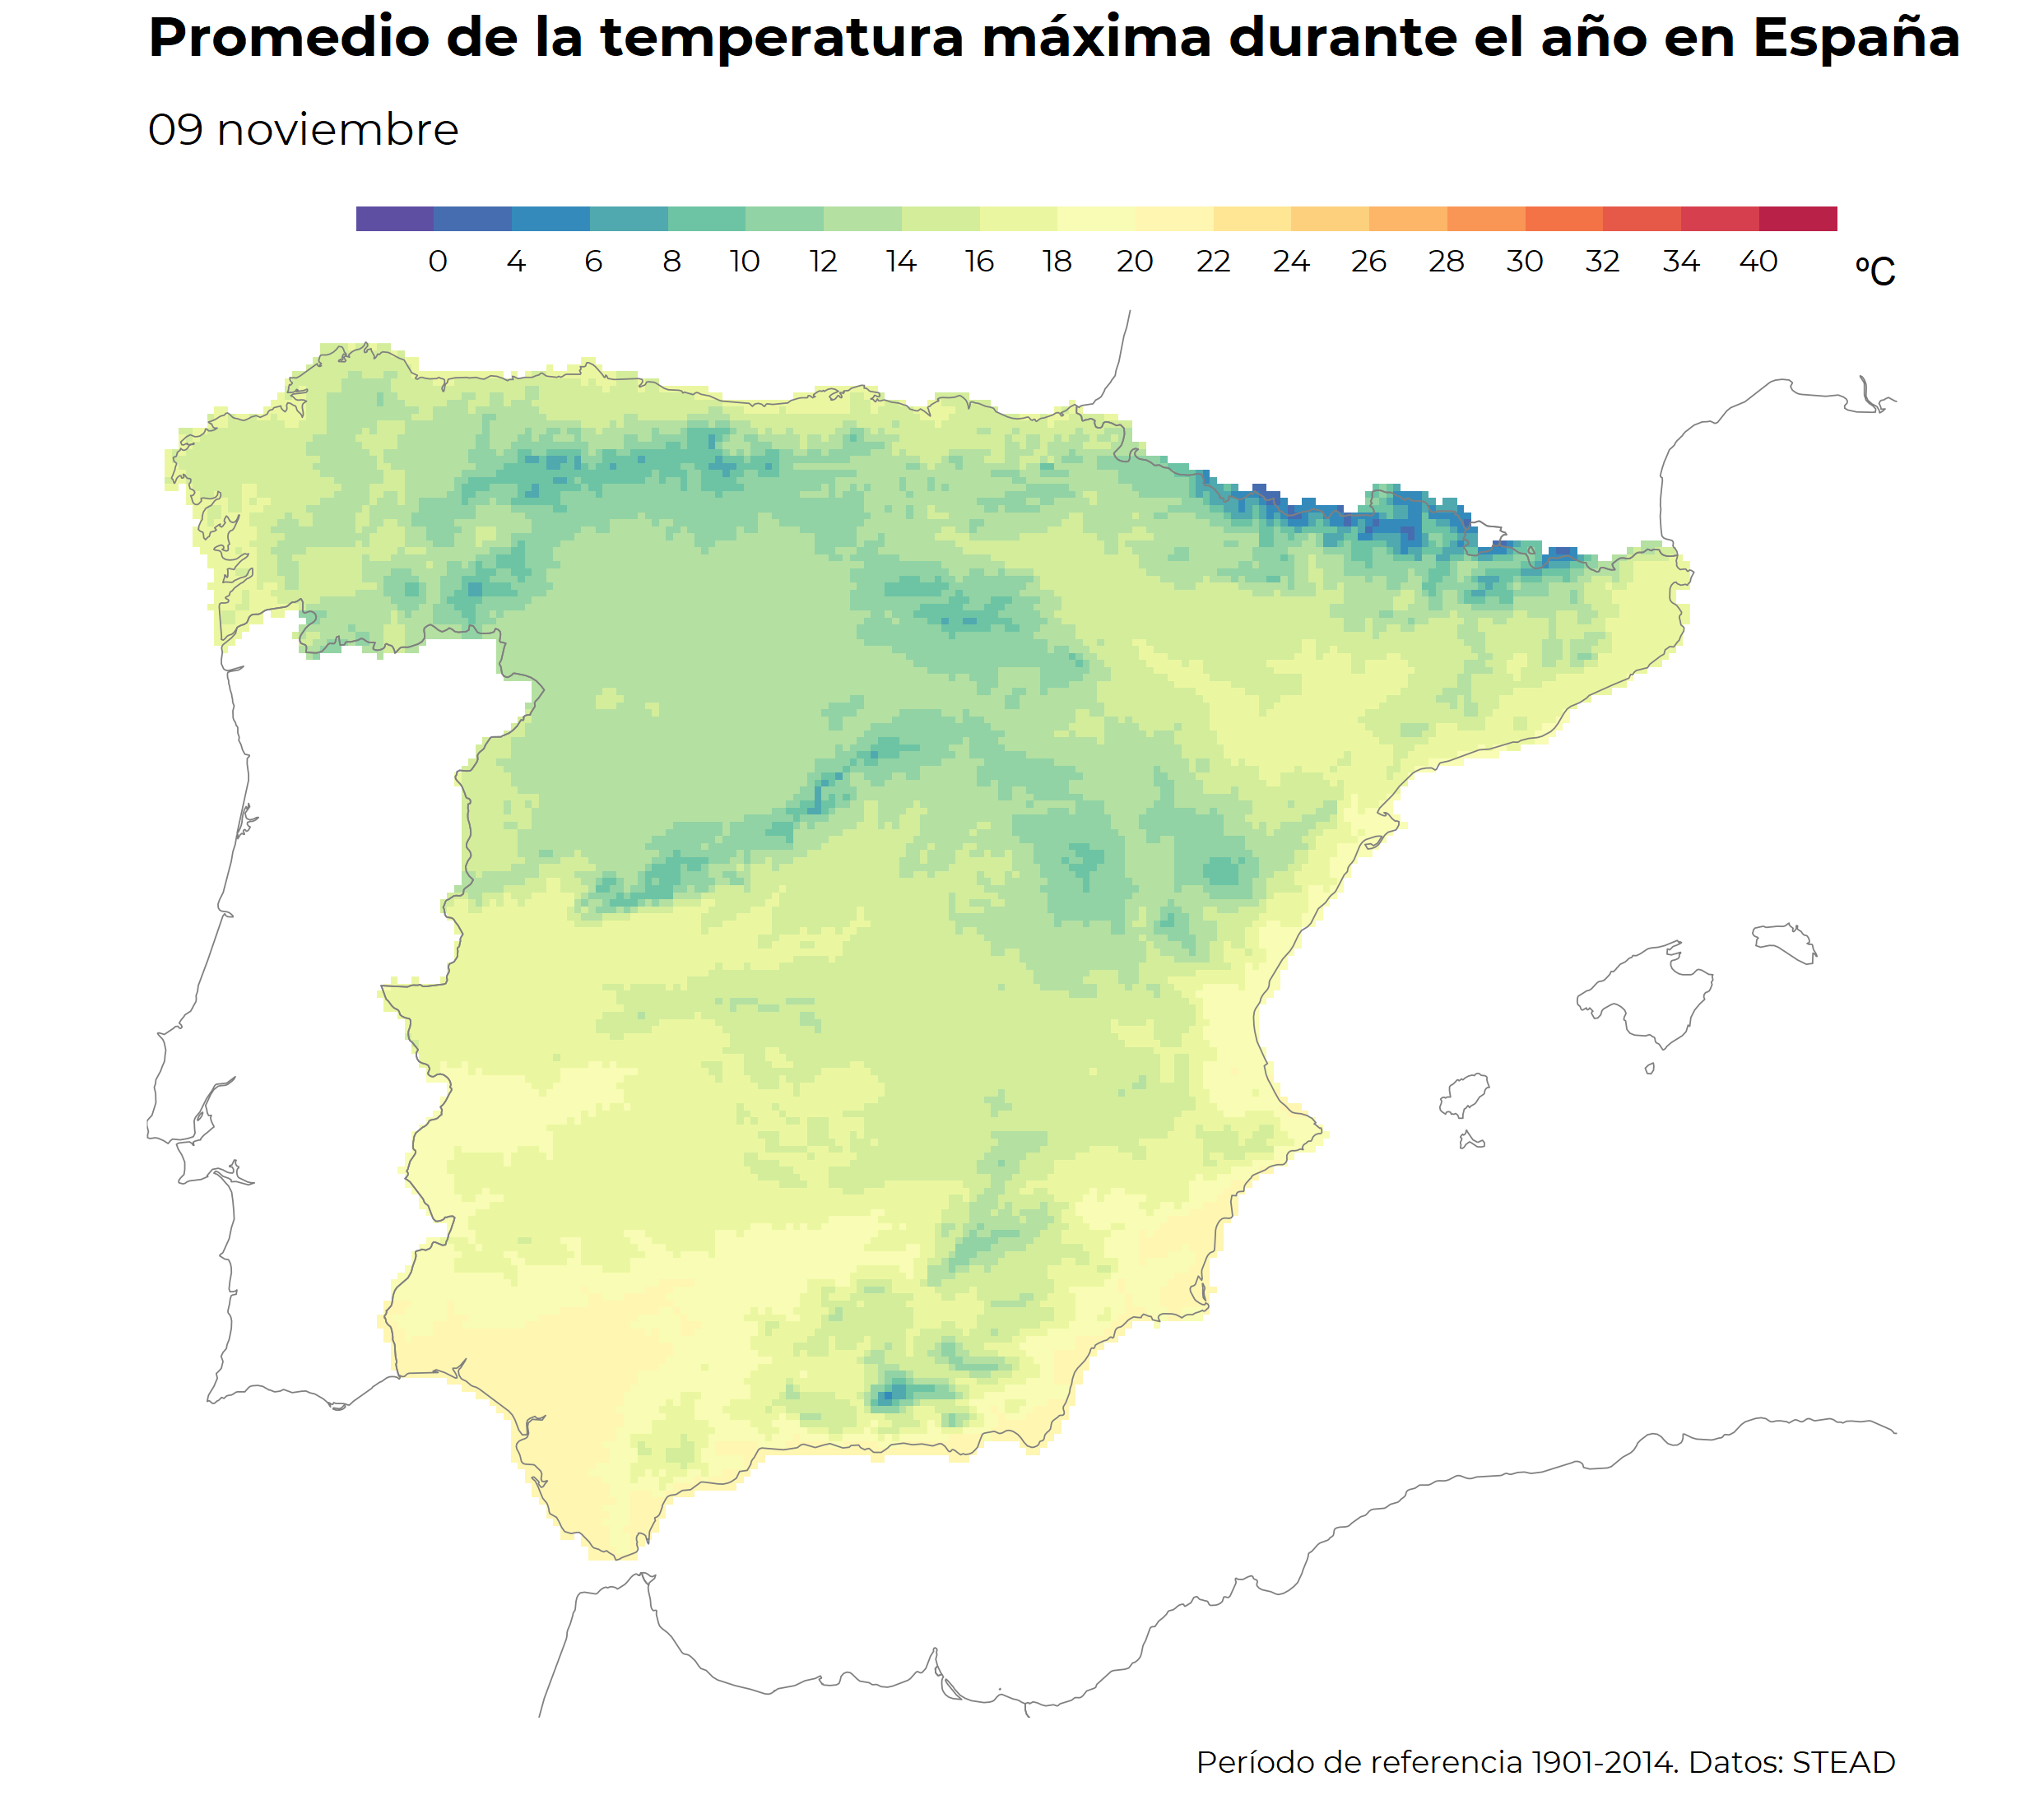 Promedio de la temperatura máxima durante el año en España
09 noviembre
0 4 6 8 10 12 14 16 18 20 22 24 26 28 30 32 34 40 ºC
Período de referencia 1901-2014. Datos: STEAD